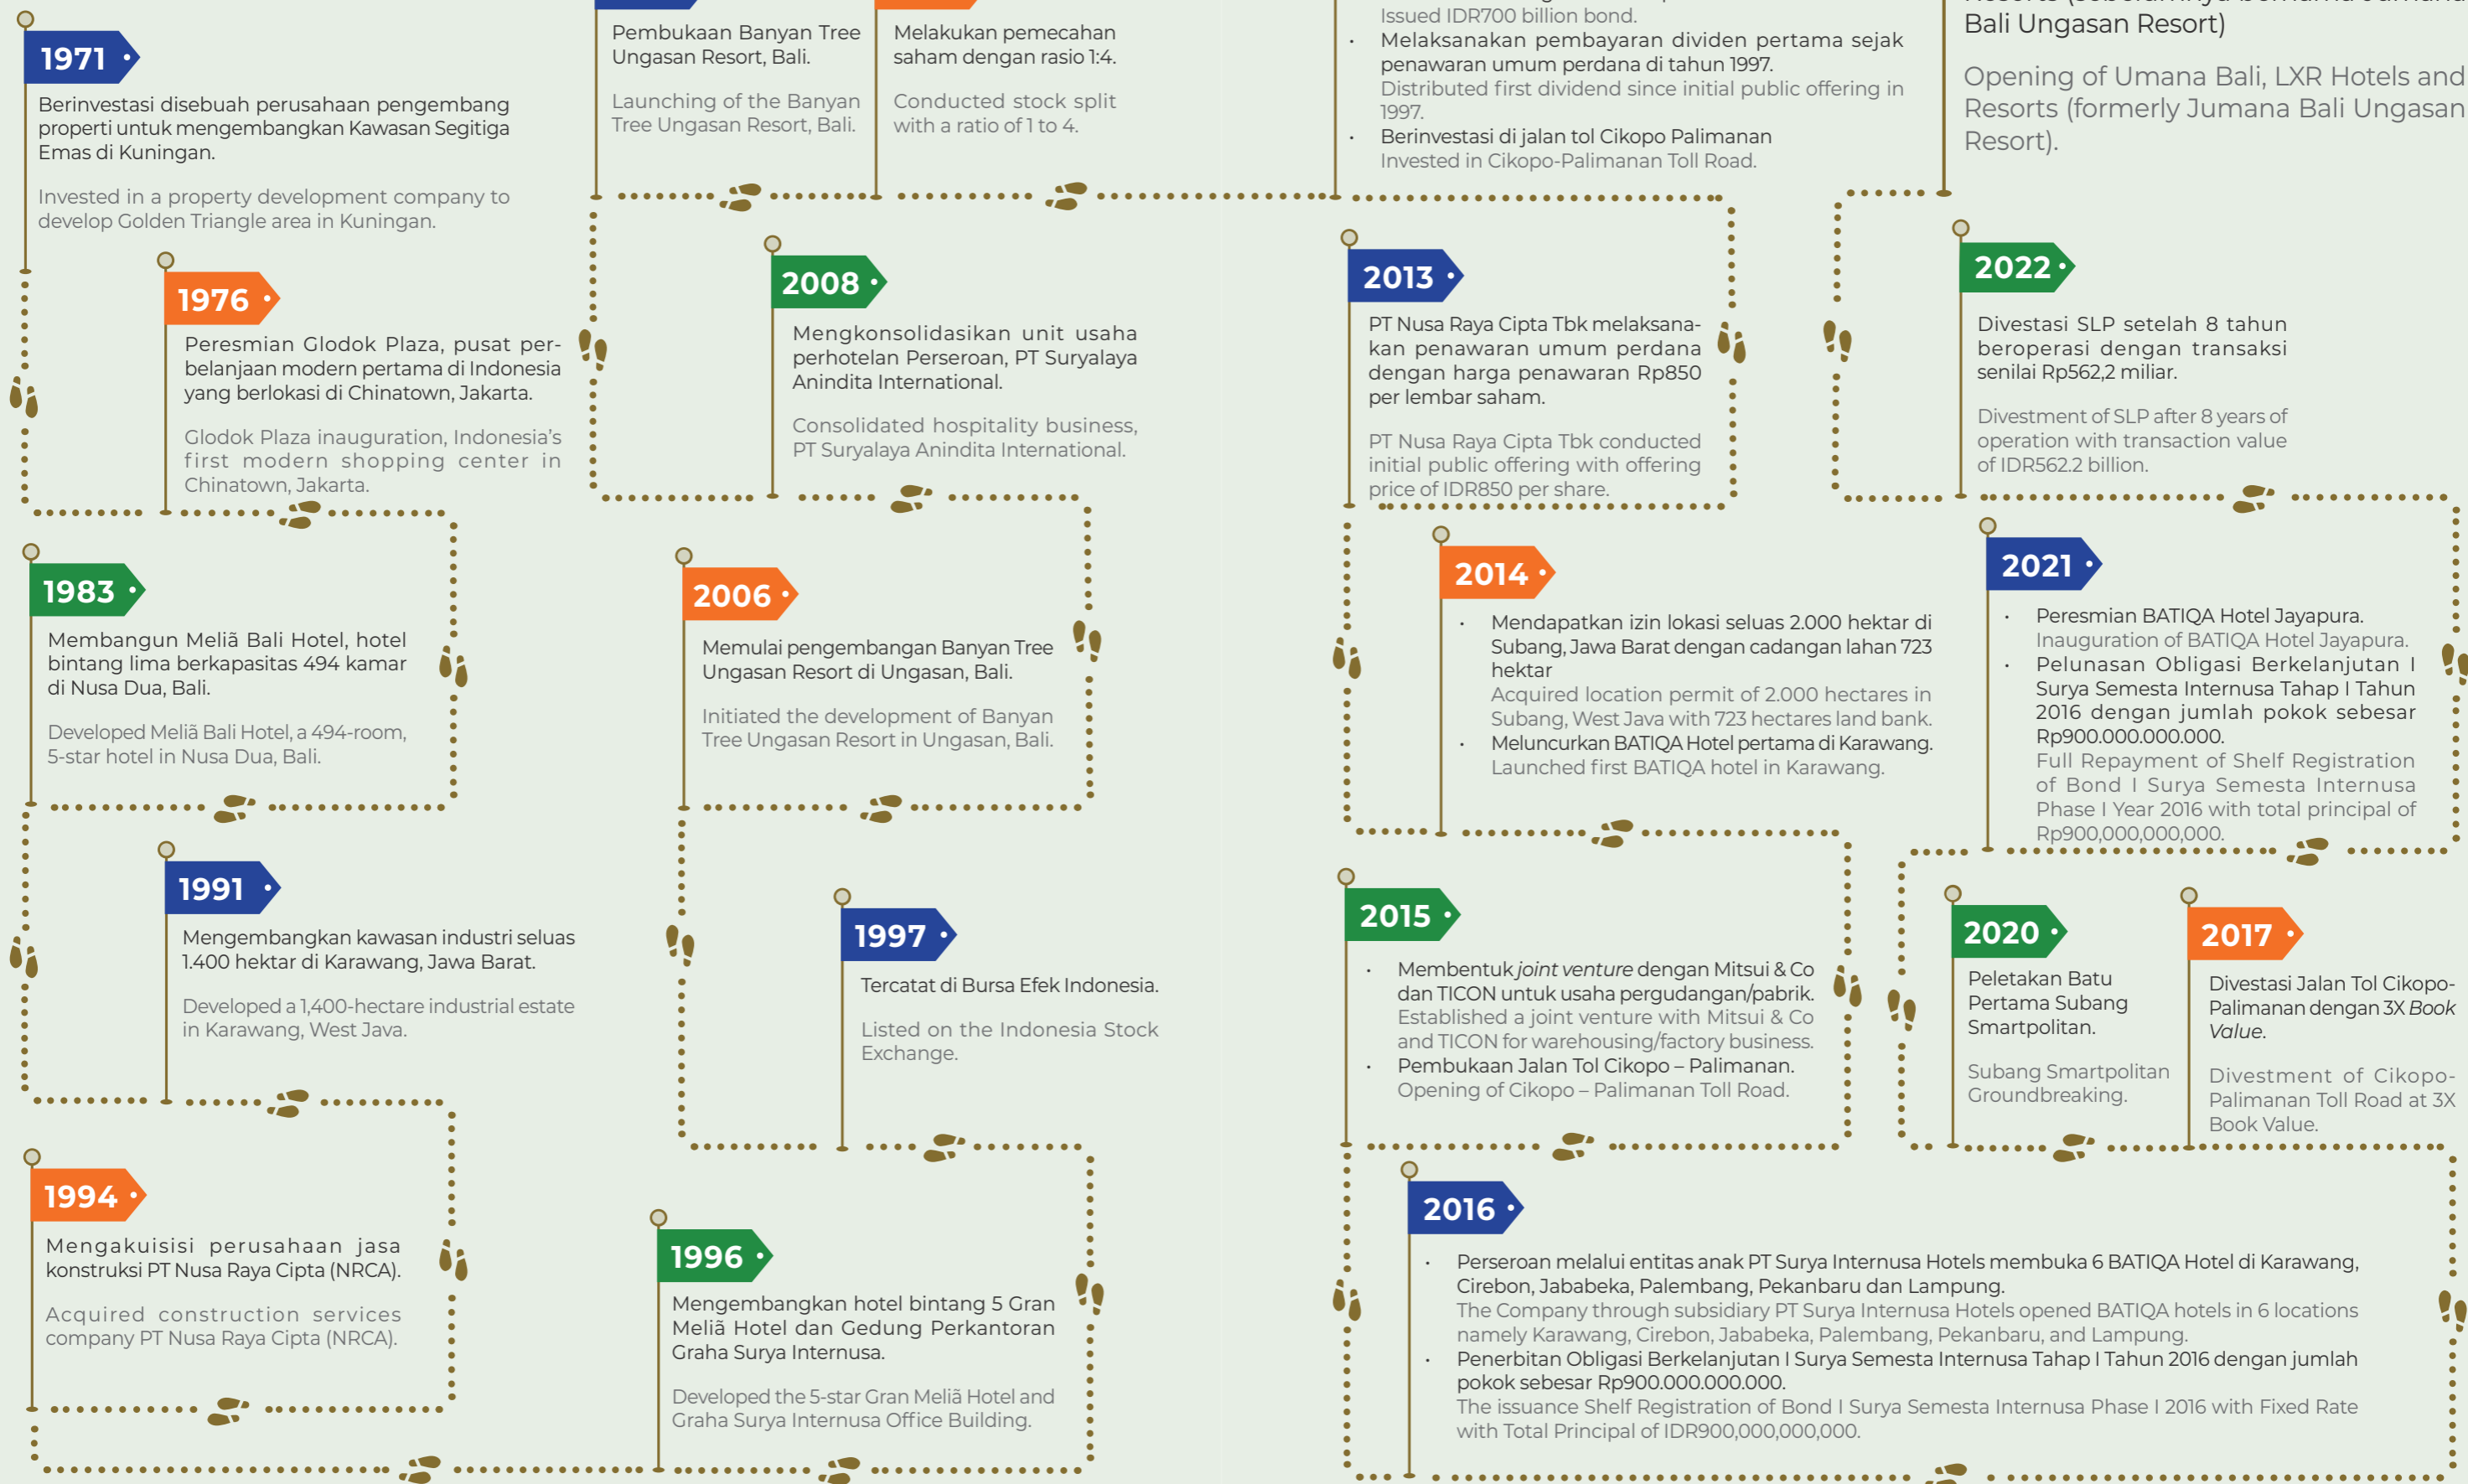 1971
Berinvestasi disebuah perusahaan pengembang
properti untuk mengembangkan Kawasan Segitiga
Emas di Kuningan.
Invested in a property development company to
develop Golden Triangle area in Kuningan.
1976
Peresmian Glodok Plaza, pusat per-
belanjaan modern pertama di Indonesia
yang berlokasi di Chinatown, Jakarta.
Glodok Plaza inauguration, Indonesia's
first modern shopping center in
Chinatown, Jakarta.
1983
Membangun Meliã Bali Hotel, hotel
bintang lima berkapasitas 494 kamar
di Nusa Dua, Bali.
Developed Meliã Bali Hotel, a 494-room,
5-star hotel in Nusa Dua, Bali.
1991
Mengembangkan kawasan industri seluas
1.400 hektar di Karawang, Jawa Barat.
Developed a 1,400-hectare industrial estate
in Karawang, West Java.
1994
Mengakuisisi perusahaan jasa
konstruksi PT Nusa Raya Cipta (NRCA).
Acquired construction services
company PT Nusa Raya Cipta (NRCA).
1996
Mengembangkan hotel bintang 5 Gran
Meliã Hotel dan Gedung Perkantoran
Graha Surya Internusa.
Developed the 5-star Gran Meliã Hotel and
Graha Surya Internusa Office Building.
1997
Tercatat di Bursa Efek Indonesia.
Listed on the Indonesia Stock
Exchange.
2006
Memulai pengembangan Banyan Tree
Ungasan Resort di Ungasan, Bali.
Initiated the development of Banyan
Tree Ungasan Resort in Ungasan, Bali.
2008
Mengkonsolidasikan unit usaha
perhotelan Perseroan, PT Suryalaya
Anindita International.
Consolidated hospitality business,
PT Suryalaya Anindita International.
Pembukaan Banyan Tree
Ungasan Resort, Bali.
Launching of the Banyan
Tree Ungasan Resort, Bali.
Melakukan pemecahan
saham dengan rasio 1:4.
Conducted stock split
with a ratio of 1 to 4.
Issued IDR700 billion bond.
• Melaksanakan pembayaran dividen pertama sejak
penawaran umum perdana di tahun 1997.
Distributed first dividend since initial public offering in
1997.
• Berinvestasi di jalan tol Cikopo Palimanan
Invested in Cikopo-Palimanan Toll Road.
2013
PT Nusa Raya Cipta Tbk melaksana-
kan penawaran umum perdana
dengan harga penawaran Rp850
per lembar saham.
PT Nusa Raya Cipta Tbk conducted
initial public offering with offering
price of IDR850 per share.
2014
• Mendapatkan izin lokasi seluas 2.000 hektar di
Subang, Jawa Barat dengan cadangan lahan 723
hektar
Acquired location permit of 2.000 hectares in
Subang, West Java with 723 hectares land bank.
• Meluncurkan BATIQA Hotel pertama di Karawang.
Launched first BATIQA hotel in Karawang.
2015
• Membentuk joint venture dengan Mitsui & Co
dan TICON untuk usaha pergudangan/pabrik.
Established a joint venture with Mitsui & Co
and TICON for warehousing/factory business.
• Pembukaan Jalan Tol Cikopo – Palimanan.
Opening of Cikopo – Palimanan Toll Road.
2016
• Perseroan melalui entitas anak PT Surya Internusa Hotels membuka 6 BATIQA Hotel di Karawang,
Cirebon, Jababeka, Palembang, Pekanbaru dan Lampung.
The Company through subsidiary PT Surya Internusa Hotels opened BATIQA hotels in 6 locations
namely Karawang, Cirebon, Jababeka, Palembang, Pekanbaru, and Lampung.
• Penerbitan Obligasi Berkelanjutan I Surya Semesta Internusa Tahap I Tahun 2016 dengan jumlah
pokok sebesar Rp900.000.000.000.
The issuance Shelf Registration of Bond I Surya Semesta Internusa Phase I 2016 with Fixed Rate
with Total Principal of IDR900,000,000,000.
2017
Divestasi Jalan Tol Cikopo-
Palimanan dengan 3X Book
Value.
Divestment of Cikopo-
Palimanan Toll Road at 3X
Book Value.
2020
Peletakan Batu
Pertama Subang
Smartpolitan.
Subang Smartpolitan
Groundbreaking.
2021
• Peresmian BATIQA Hotel Jayapura.
Inauguration of BATIQA Hotel Jayapura.
• Pelunasan Obligasi Berkelanjutan I
Surya Semesta Internusa Tahap I Tahun
2016 dengan jumlah pokok sebesar
Rp900.000.000.000.
Full Repayment of Shelf Registration
of Bond I Surya Semesta Internusa
Phase I Year 2016 with total principal of
Rp900,000,000,000.
2022
Divestasi SLP setelah 8 tahun
beroperasi dengan transaksi
senilai Rp562,2 miliar.
Divestment of SLP after 8 years of
operation with transaction value
of IDR562.2 billion.
Bali Ungasan Resort)
Opening of Umana Bali, LXR Hotels and
Resorts (formerly Jumana Bali Ungasan
Resort).